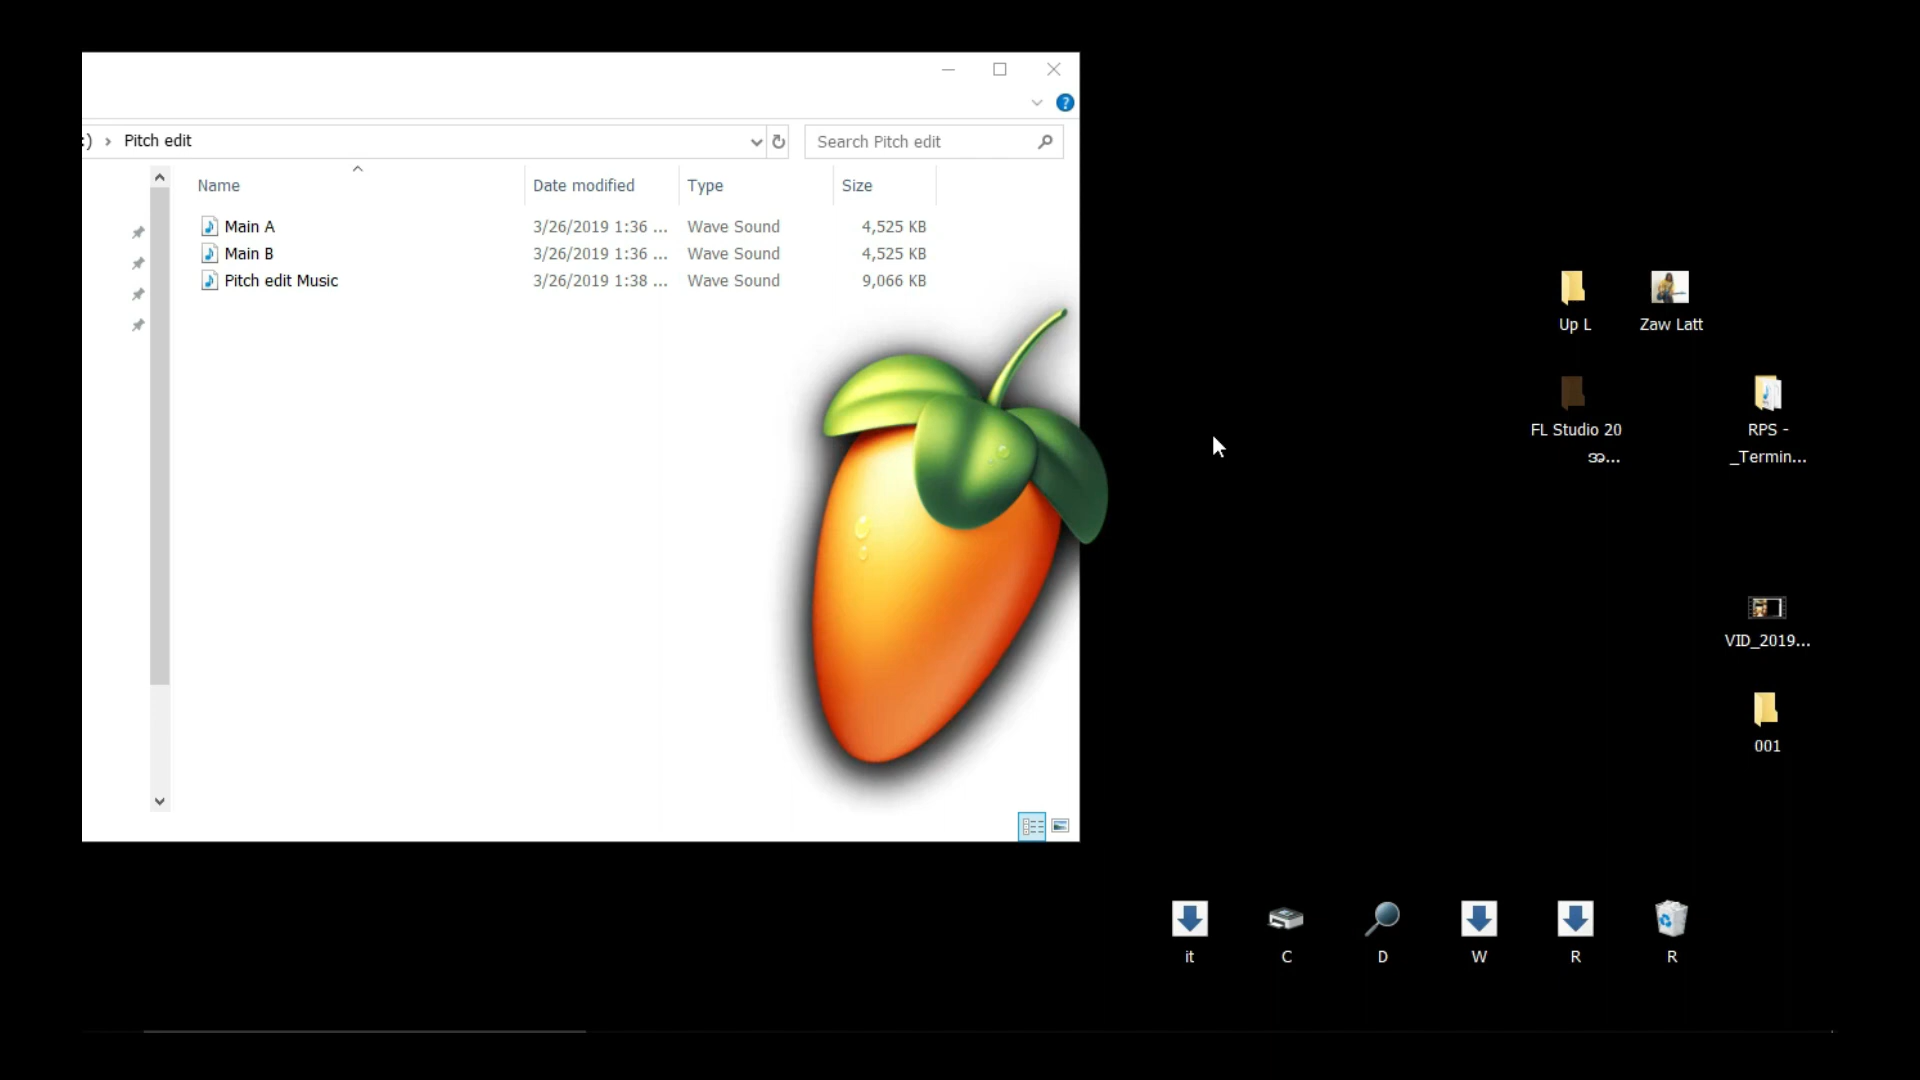 :) › Pitch edit
Search Pitch edit
Name Date modified Type Size
Main A 3/26/2019 1:36 ... Wave Sound 4,525 KB
Main B 3/26/2019 1:36 ... Wave Sound 4,525 KB
Pitch edit Music 3/26/2019 1:38 ... Wave Sound 9,066 KB
Up L
Zaw Latt
FL Studio 20
အ...
RPS -
_Termin...
VID_2019...
001
it
C
D
W
R
R